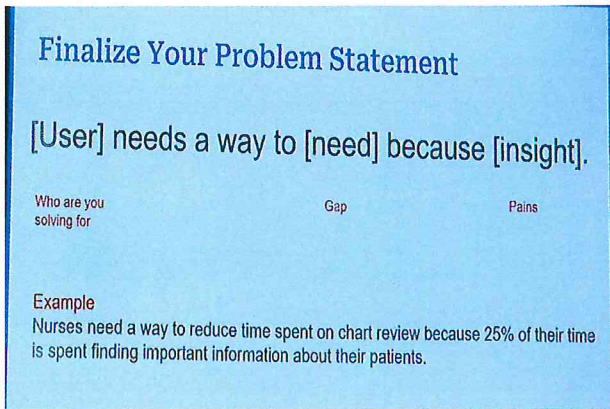 Finalize Your Problem Statement
[User] needs a way to [need] because [insight].
Who are you
solving for
Gap
Pains
Example
Nurses need a way to reduce time spent on chart review because 25% of their time
is spent finding important information about their patients.